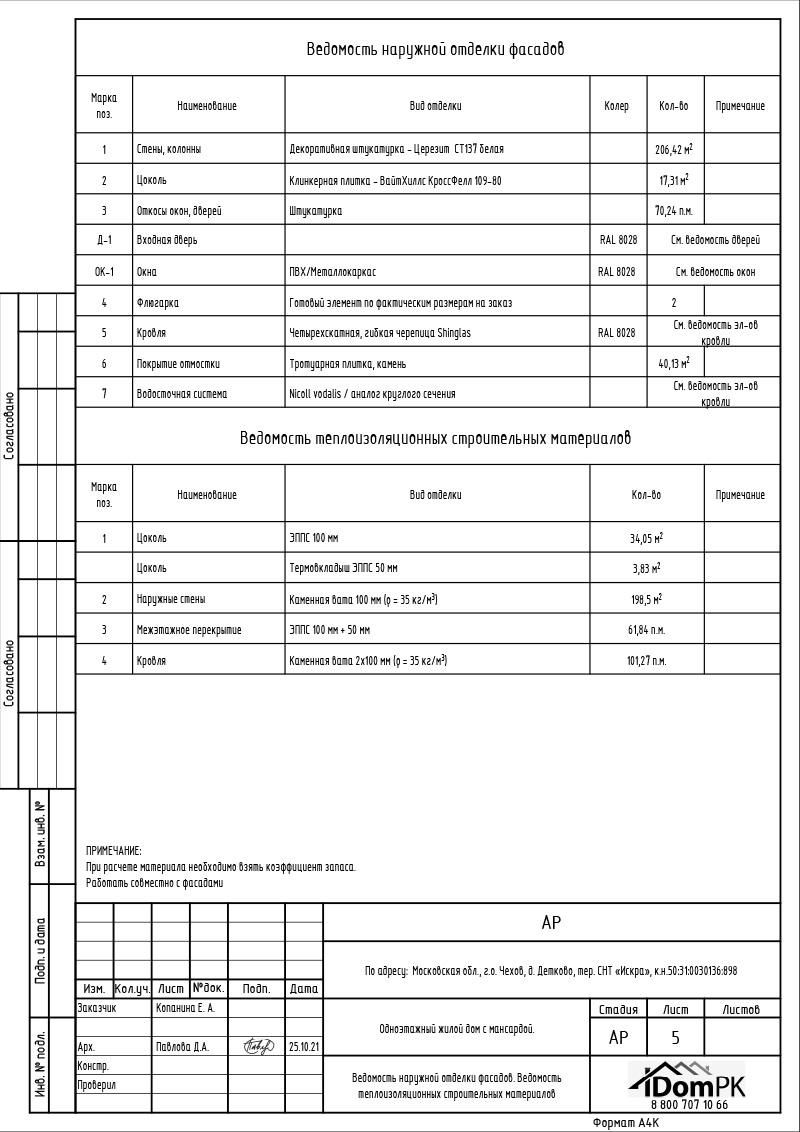 Ведомость наружной отделки фасадов
Марка поз. Наименование Вид отделки Колер Кол-во Примечание
1 Стены, колонны Декоративная штукатурка - Церезит СТ137 белая 206,42 м²
2 Цоколь Клинкерная плитка - ВайтХиллс КроссФелл 109-80 17,31 м²
3 Откосы окон, дверей Штукатурка 70,24 п.м.
Д-1 Входная дверь RAL 8028 См. ведомость дверей
ОК-1 Окна ПВХ/Металлокаркас RAL 8028 См. ведомость окон
4 Флюгарка Готовый элемент по фактическим размерам на заказ 2
5 Кровля Четырехскатная, гибкая черепица Shinglas RAL 8028 См. ведомость эл-ов кровли
6 Покрытие отмостки Тротуарная плитка, камень 40,13 м²
7 Водосточная система Nicoll vodalis / аналог круглого сечения См. ведомость эл-ов кровли
Ведомость теплоизоляционных строительных материалов
Марка поз. Наименование Вид отделки Кол-во Примечание
1 Цоколь ЭППС 100 мм 34,05 м²
Цоколь Термовкладыш ЭППС 50 мм 3,83 м²
2 Наружные стены Каменная вата 100 мм (ρ = 35 кг/м³) 198,5 м²
3 Межэтажное перекрытие ЭППС 100 мм + 50 мм 61,84 п.м.
4 Кровля Каменная вата 2х100 мм (ρ = 35 кг/м³) 101,27 п.м.
ПРИМЕЧАНИЕ:
При расчете материала необходимо взять коэффициент запаса.
Работать совместно с фасадами
Согласовано
Согласовано
Взам. инв. №
Подп. и дата
Инв. № подл.
АР
По адресу: Московская обл., г.о. Чехов, д. Детково, тер. СНТ «Искра», к.н.50:31:0030136:898
Изм. Кол.уч. Лист №док. Подп. Дата
Заказчик Копанина Е. А.
Арх. Павлова Д.А. 25.10.21
Констр.
Проверил
Одноэтажный жилой дом с мансардой.
Стадия Лист Листов
АР 5
Ведомость наружной отделки фасадов. Ведомость
теплоизоляционных строительных материалов
iDomPK
8 800 707 10 66
Формат А4К